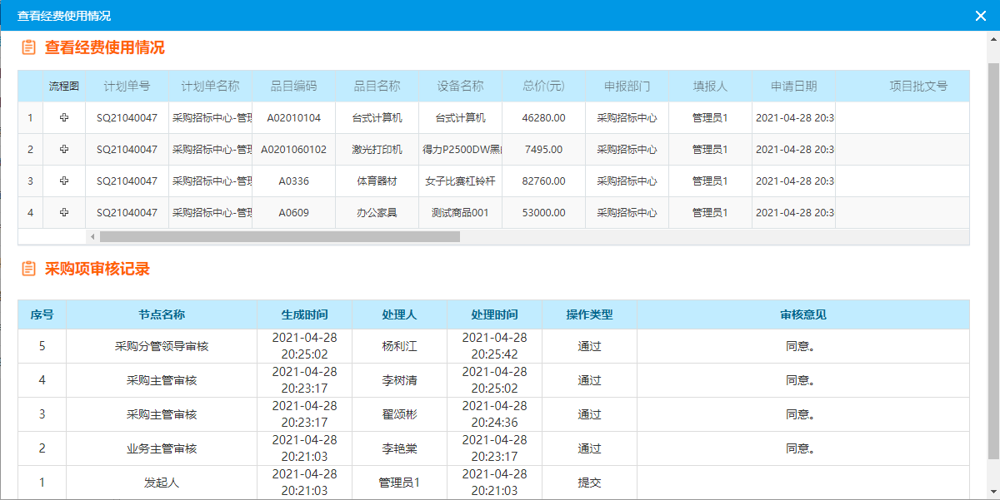 查看经费使用情况
查看经费使用情况
流程图 计划单号 计划单名称 品目编码 品目名称 设备名称 总价(元) 申报部门 填报人 申请日期 项目批文号
1 SQ21040047 采购招标中心-管理 A02010104 台式计算机 台式计算机 46280.00 采购招标中心 管理员1 2021-04-28 20:3
2 SQ21040047 采购招标中心-管理 A0201060102 激光打印机 得力P2500DW黑白 7495.00 采购招标中心 管理员1 2021-04-28 20:3
3 SQ21040047 采购招标中心-管理 A0336 体育器材 女子比赛杠铃杆 82760.00 采购招标中心 管理员1 2021-04-28 20:3
4 SQ21040047 采购招标中心-管理 A0609 办公家具 测试商品001 53000.00 采购招标中心 管理员1 2021-04-28 20:3
采购项审核记录
序号 节点名称 生成时间 处理人 处理时间 操作类型 审核意见
5 采购分管领导审核 2021-04-28 20:25:02 杨利江 2021-04-28 20:25:42 通过 同意。
4 采购主管审核 2021-04-28 20:23:17 李树清 2021-04-28 20:25:02 通过 同意。
3 采购主管审核 2021-04-28 20:23:17 翟颂彬 2021-04-28 20:24:36 通过 同意。
2 业务主管审核 2021-04-28 20:21:03 李艳棠 2021-04-28 20:23:17 通过 同意。
1 发起人 2021-04-28 20:21:03 管理员1 2021-04-28 20:21:03 提交